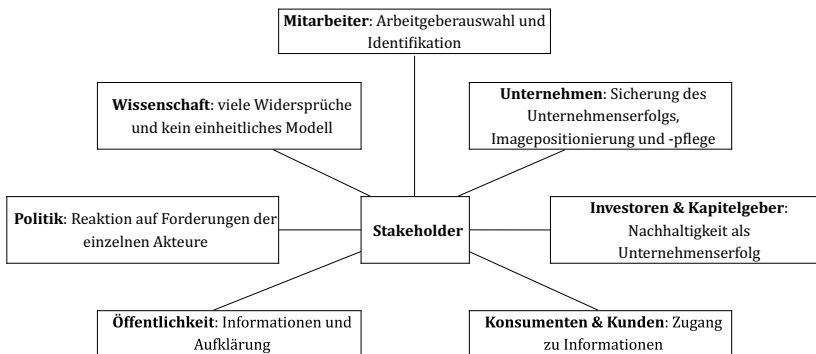 Mitarbeiter: Arbeitgeberauswahl und
Identifikation
Wissenschaft: viele Widersprüche
und kein einheitliches Modell
Unternehmen: Sicherung des
Unternehmenserfolgs,
Imagepositionierung und -pflege
Politik: Reaktion auf Forderungen der
einzelnen Akteure
Stakeholder
Investoren & Kapitelgeber:
Nachhaltigkeit als
Unternehmenserfolg
Öffentlichkeit: Informationen und
Aufklärung
Konsumenten & Kunden: Zugang
zu Informationen